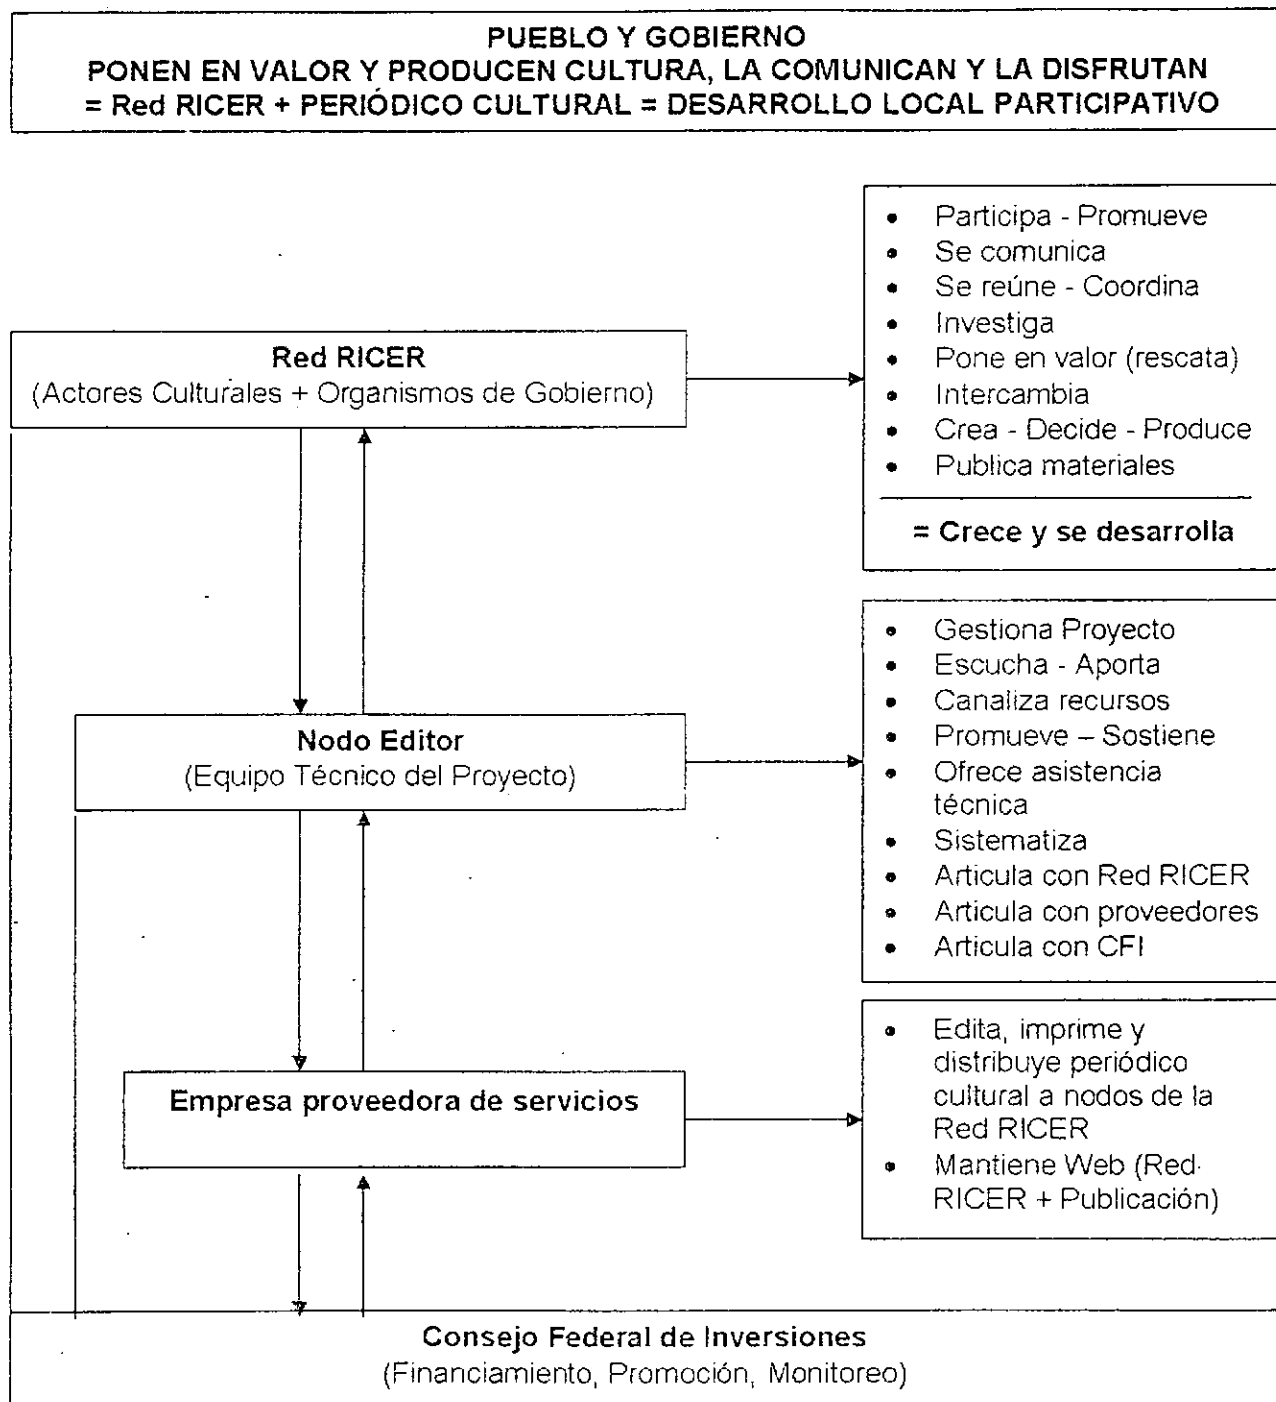 PUEBLO Y GOBIERNO
PONEN EN VALOR Y PRODUCEN CULTURA, LA COMUNICAN Y LA DISFRUTAN
= Red RICER + PERIÓDICO CULTURAL = DESARROLLO LOCAL PARTICIPATIVO
Red RICER
(Actores Culturales + Organismos de Gobierno)
• Participa - Promueve
• Se comunica
• Se reúne - Coordina
• Investiga
• Pone en valor (rescata)
• Intercambia
• Crea - Decide - Produce
• Publica materiales
= Crece y se desarrolla
Nodo Editor
(Equipo Técnico del Proyecto)
• Gestiona Proyecto
• Escucha - Aporta
• Canaliza recursos
• Promueve – Sostiene
• Ofrece asistencia
técnica
• Sistematiza
• Articula con Red RICER
• Articula con proveedores
• Articula con CFI
Empresa proveedora de servicios
• Edita, imprime y
distribuye periódico
cultural a nodos de la
Red RICER
• Mantiene Web (Red
RICER + Publicación)
Consejo Federal de Inversiones
(Financiamiento, Promoción, Monitoreo)